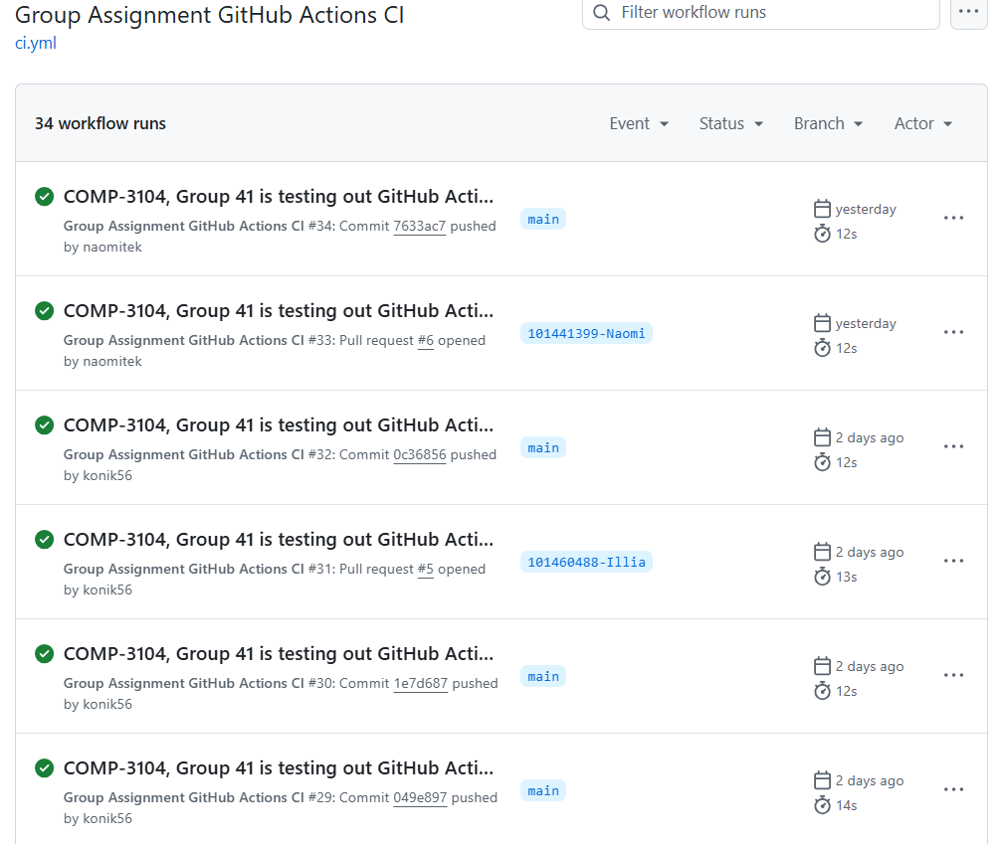 Group Assignment GitHub Actions CI
Filter workflow runs
ci.yml
34 workflow runs
Event Status Branch Actor
COMP-3104, Group 41 is testing out GitHub Acti...
Group Assignment GitHub Actions CI #34: Commit 7633ac7 pushed
by naomitek
main
yesterday
12s
COMP-3104, Group 41 is testing out GitHub Acti...
Group Assignment GitHub Actions CI #33: Pull request #6 opened
by naomitek
101441399-Naomi
yesterday
12s
COMP-3104, Group 41 is testing out GitHub Acti...
Group Assignment GitHub Actions CI #32: Commit 0c36856 pushed
by konik56
main
2 days ago
12s
COMP-3104, Group 41 is testing out GitHub Acti...
Group Assignment GitHub Actions CI #31: Pull request #5 opened
by konik56
101460488-Illia
2 days ago
13s
COMP-3104, Group 41 is testing out GitHub Acti...
Group Assignment GitHub Actions CI #30: Commit 1e7d687 pushed
by konik56
main
2 days ago
12s
COMP-3104, Group 41 is testing out GitHub Acti...
Group Assignment GitHub Actions CI #29: Commit 049e897 pushed
by konik56
main
2 days ago
14s